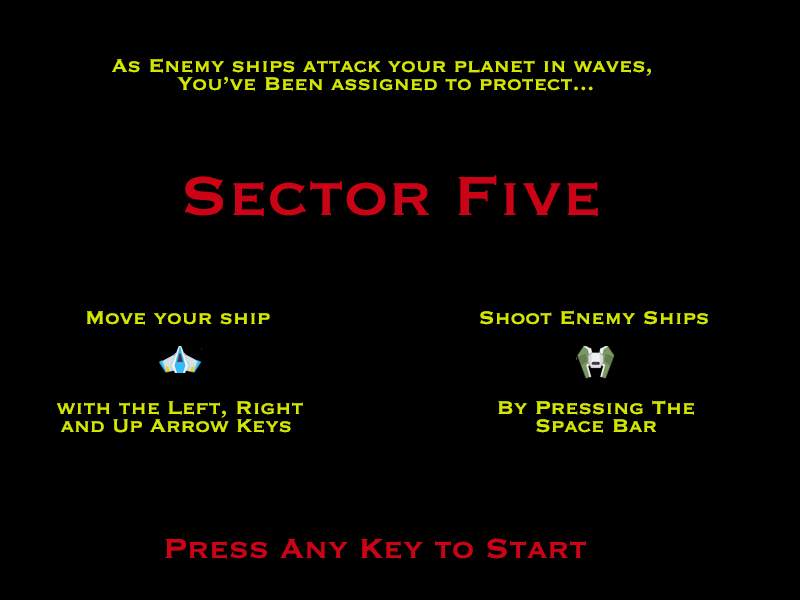 As Enemy ships attack your planet in waves,
You've Been assigned to protect...
Sector Five
Move your ship
with the Left, Right
and Up Arrow Keys
Shoot Enemy Ships
By Pressing The
Space Bar
Press Any Key to Start